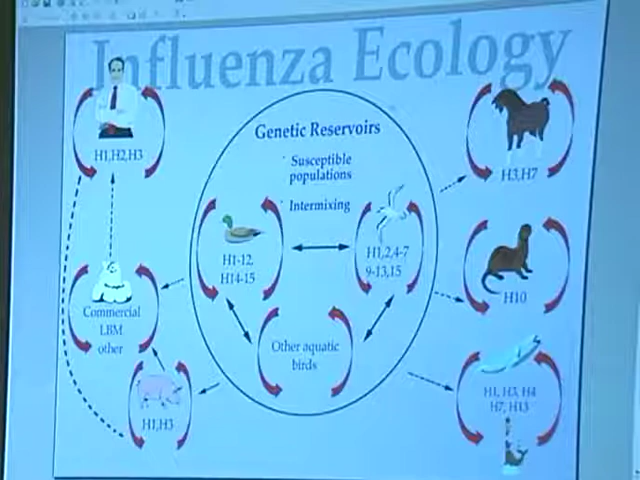 Influenza Ecology
Genetic Reservoirs
Susceptible
populations
Intermixing
H1,H2,H3
H3,H7
H1-12,
H14-15
H1,2,4-7
9-13,15
H10
Commercial
LBM
other
Other aquatic
birds
H1,H3
H1, H3, H4
H7, H13